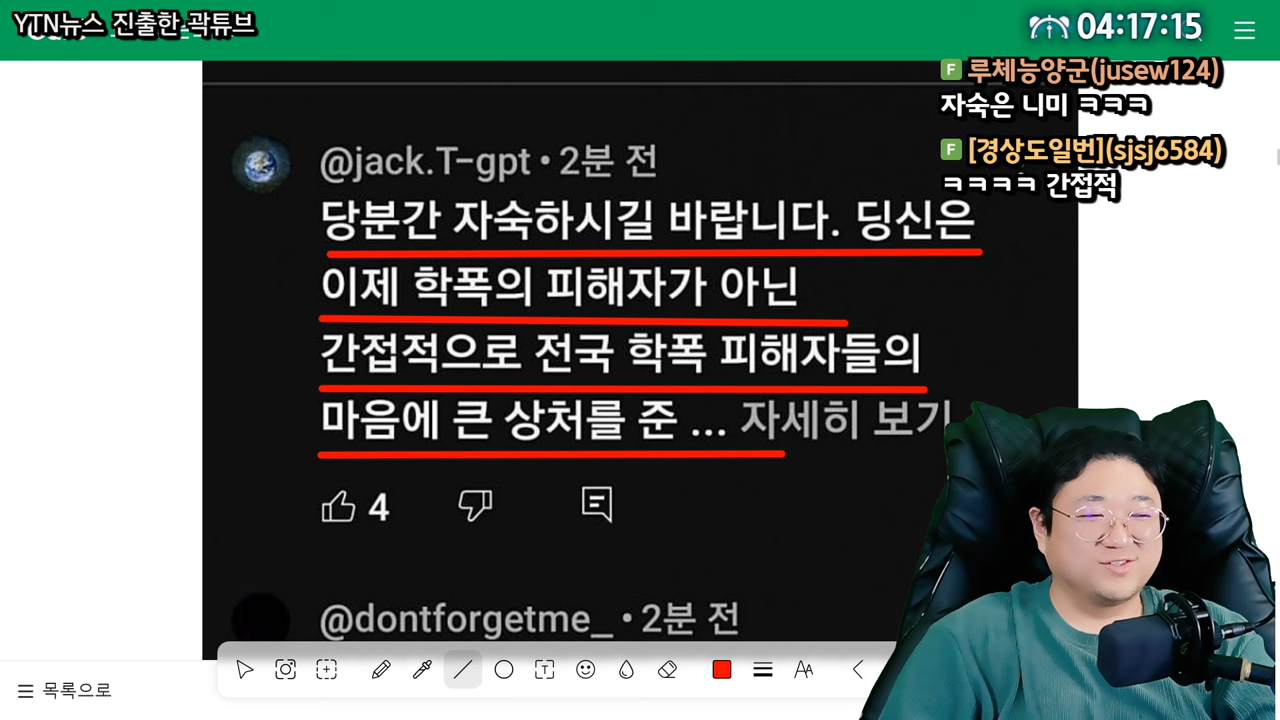 YTN뉴스 진출한 곽튜브
04:17:15
F 루체능양군(jusew124)
자숙은 니미 ㅋㅋㅋ
F [경상도일번](sjsj6584)
ㅋㅋㅋㅋ 간접적
@jack.T-gpt • 2분 전
당분간 자숙하시길 바랍니다. 딩신은
이제 학폭의 피해자가 아닌
간접적으로 전국 학폭 피해자들의
마음에 큰 상처를 준 ... 자세히 보기
4
@dontforgetme_ • 2분 전
목록으로